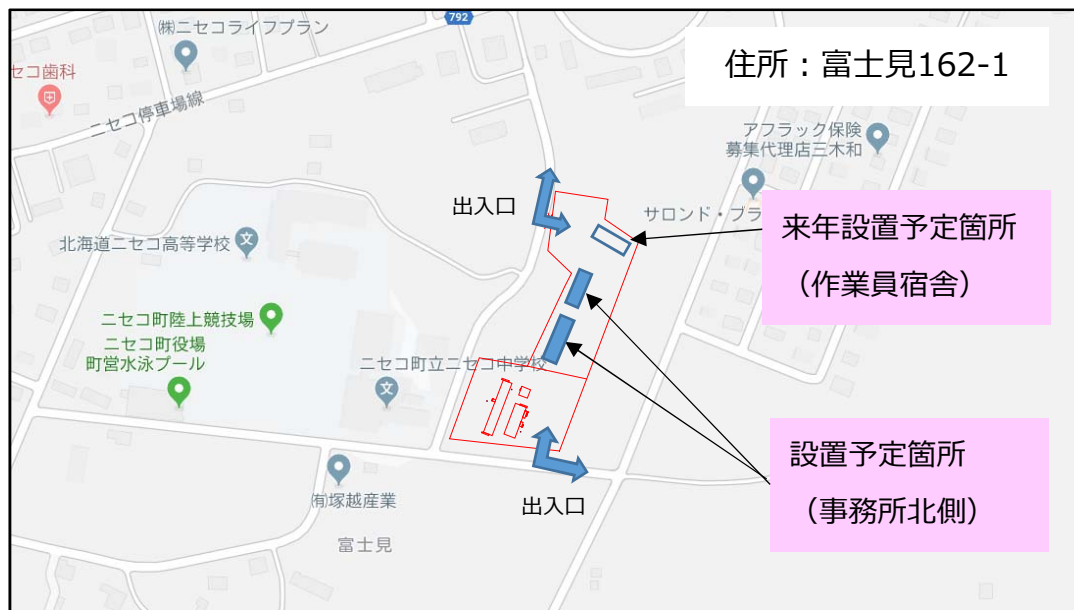 792
㈱ニセコライフプラン
セコ歯科
ニセコ停車場線
住所：富士見162-1
アフラック保険
募集代理店三木和
出入口
サロンド・ブラ
来年設置予定箇所
（作業員宿舎）
北海道ニセコ高等学校
ニセコ町陸上競技場
ニセコ町役場
町営水泳プール
ニセコ町立ニセコ中学校
設置予定箇所
（事務所北側）
㈲塚越産業
出入口
富士見